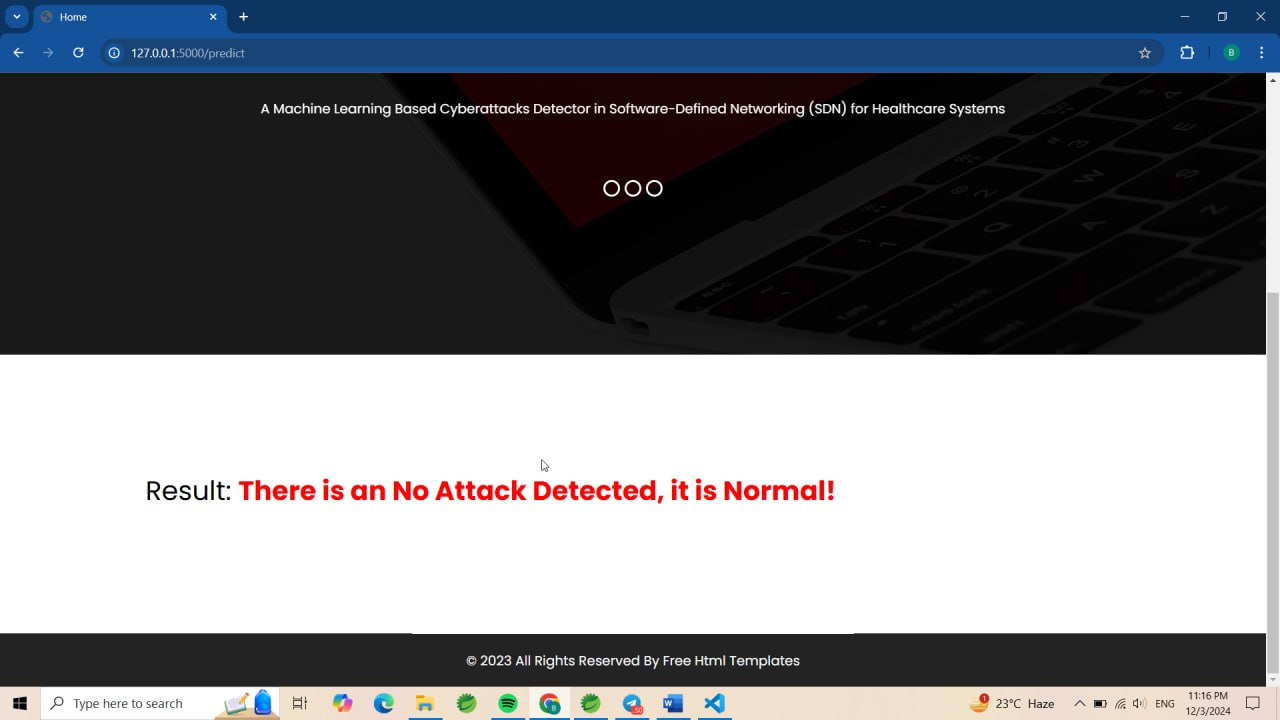 Home
127.0.0.1:5000/predict
B
A Machine Learning Based Cyberattacks Detector in Software-Defined Networking (SDN) for Healthcare Systems
Result: There is an No Attack Detected, it is Normal!
© 2023 All Rights Reserved By Free Html Templates
Type here to search
1
23°C Haze
ENG
11:16 PM
12/3/2024